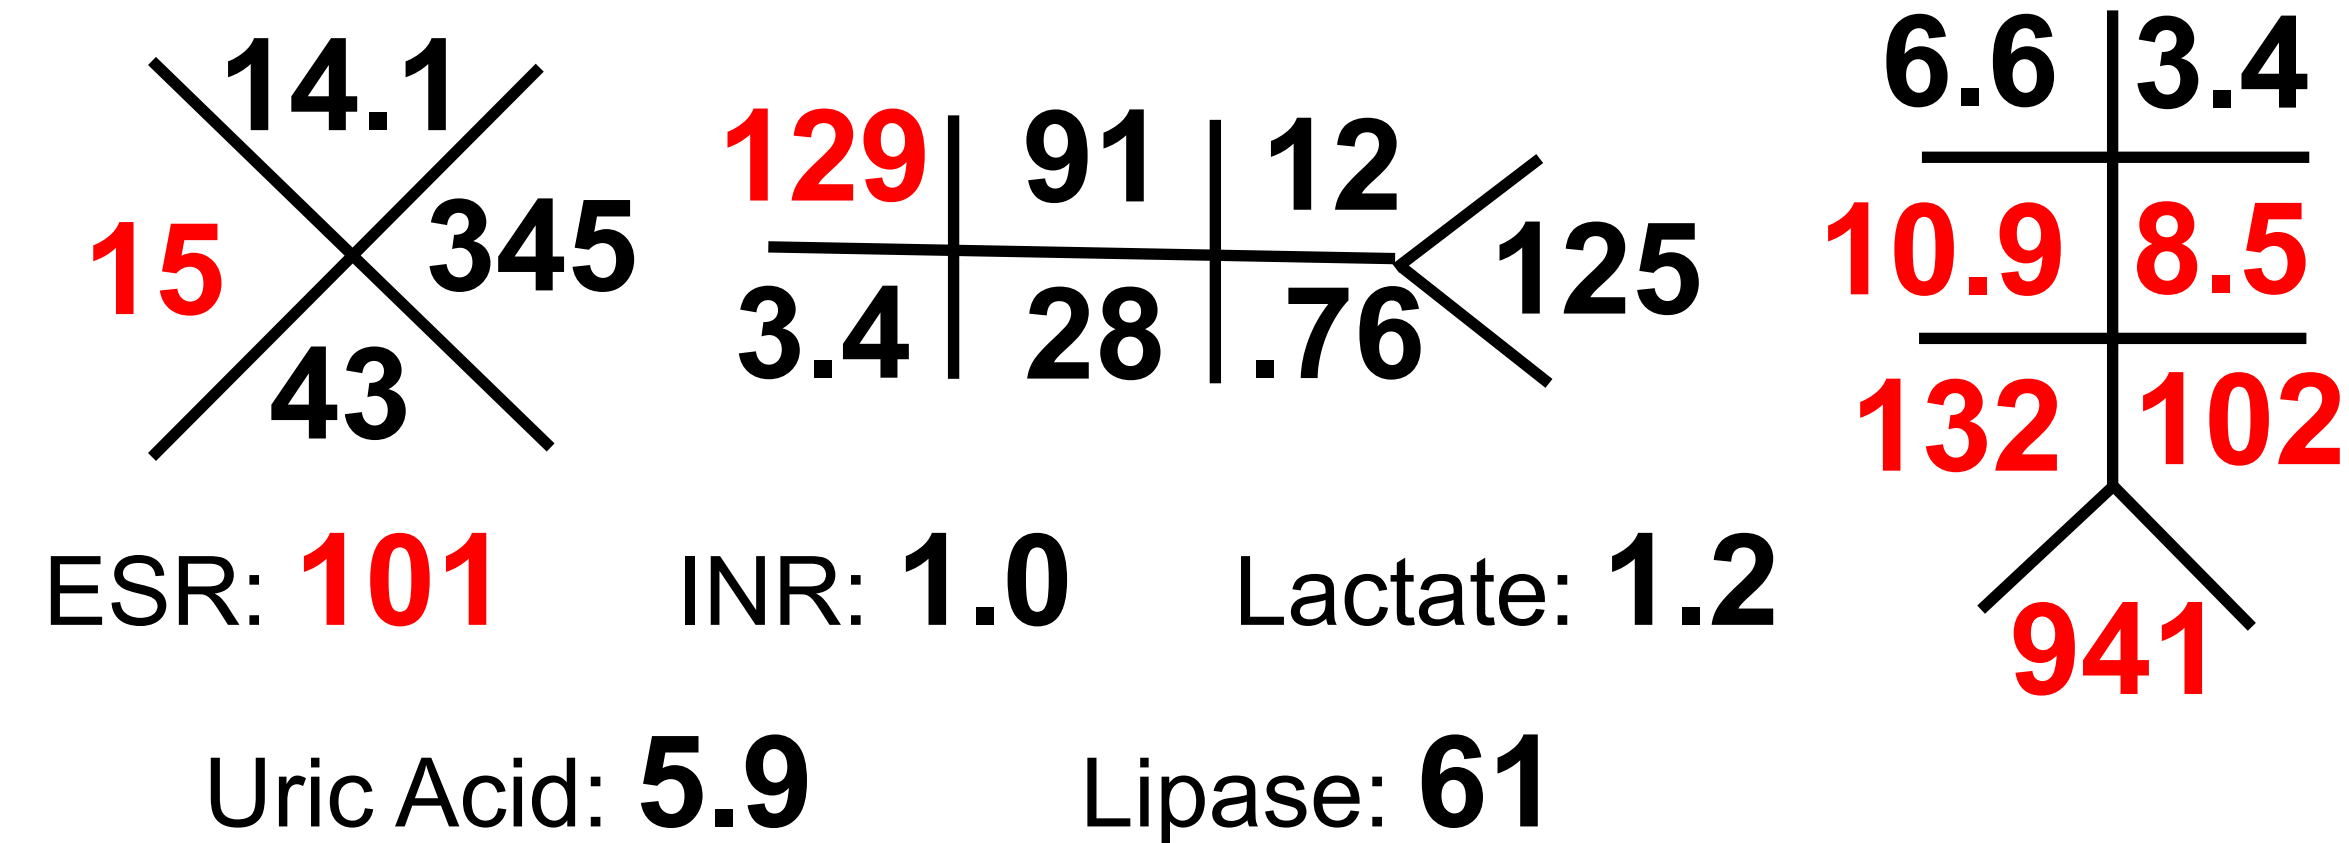 14.1
15 345
43
129 91 12
3.4 28 .76 125
6.6 3.4
10.9 8.5
132 102
941
ESR: 101 INR: 1.0 Lactate: 1.2
Uric Acid: 5.9 Lipase: 61